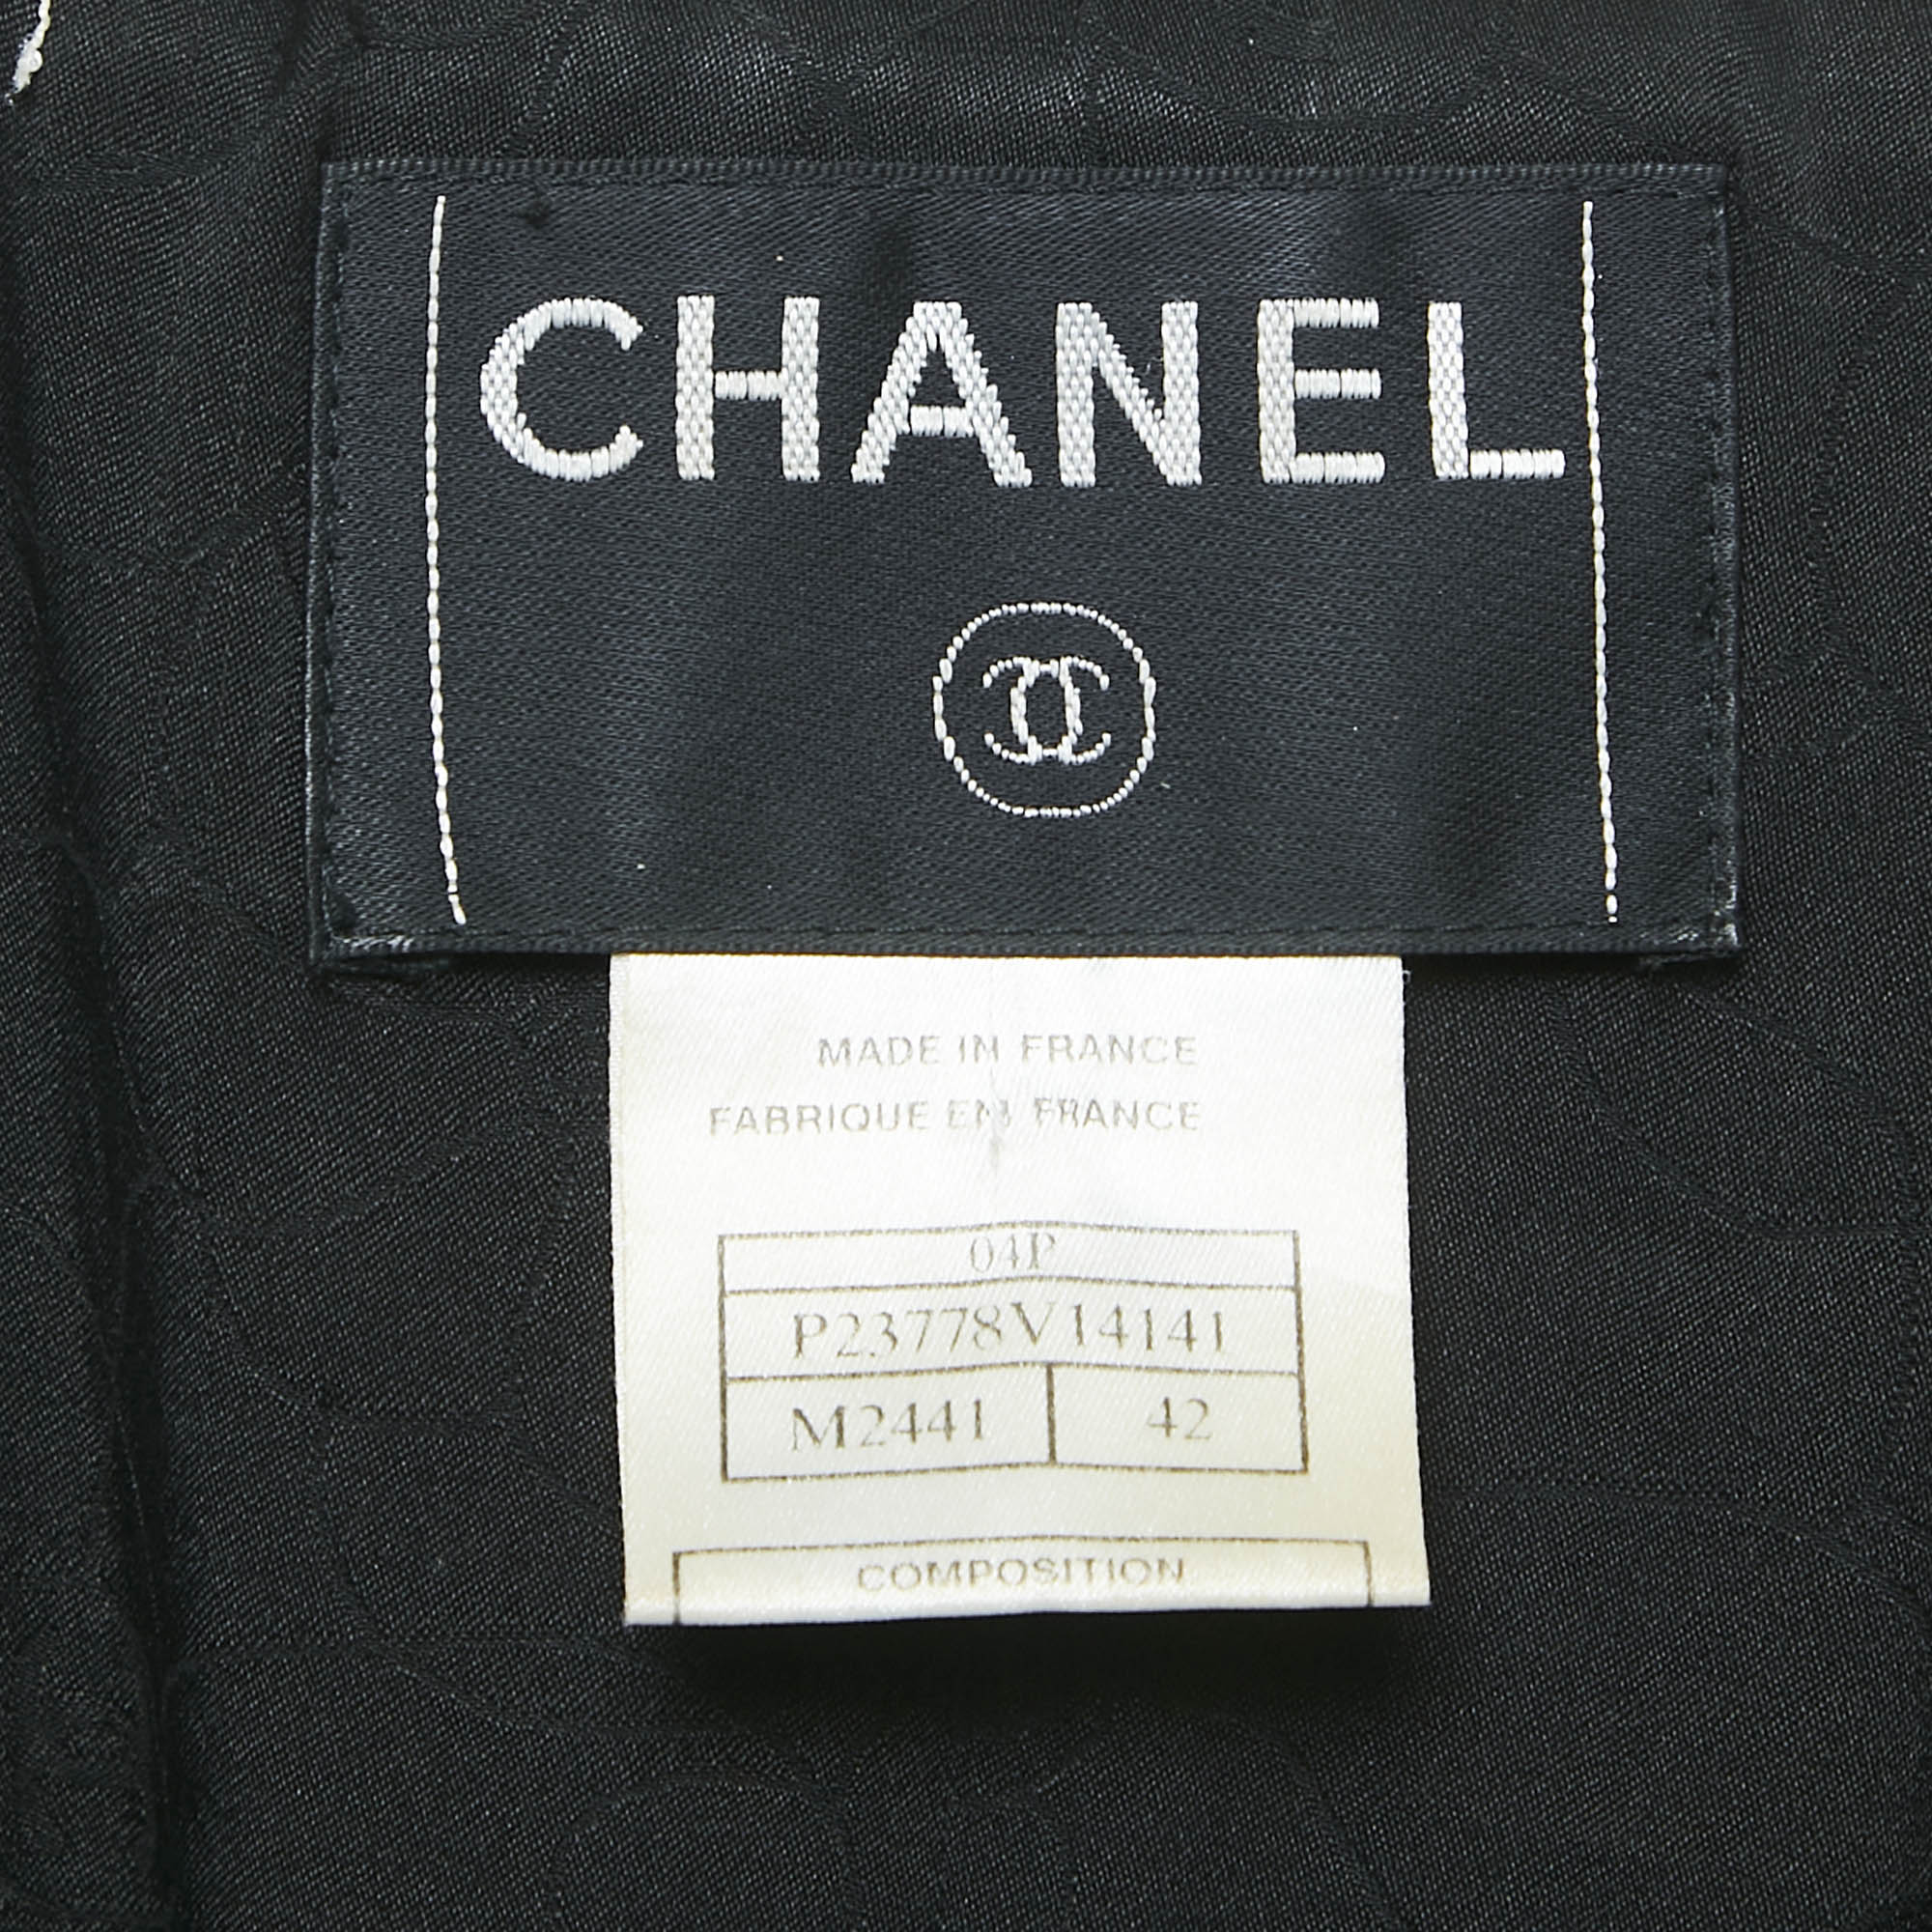 CHANEL
MADE IN FRANCE
FABRIQUE EN FRANCE
04P
P23778V14141
M2441 42
COMPOSITION